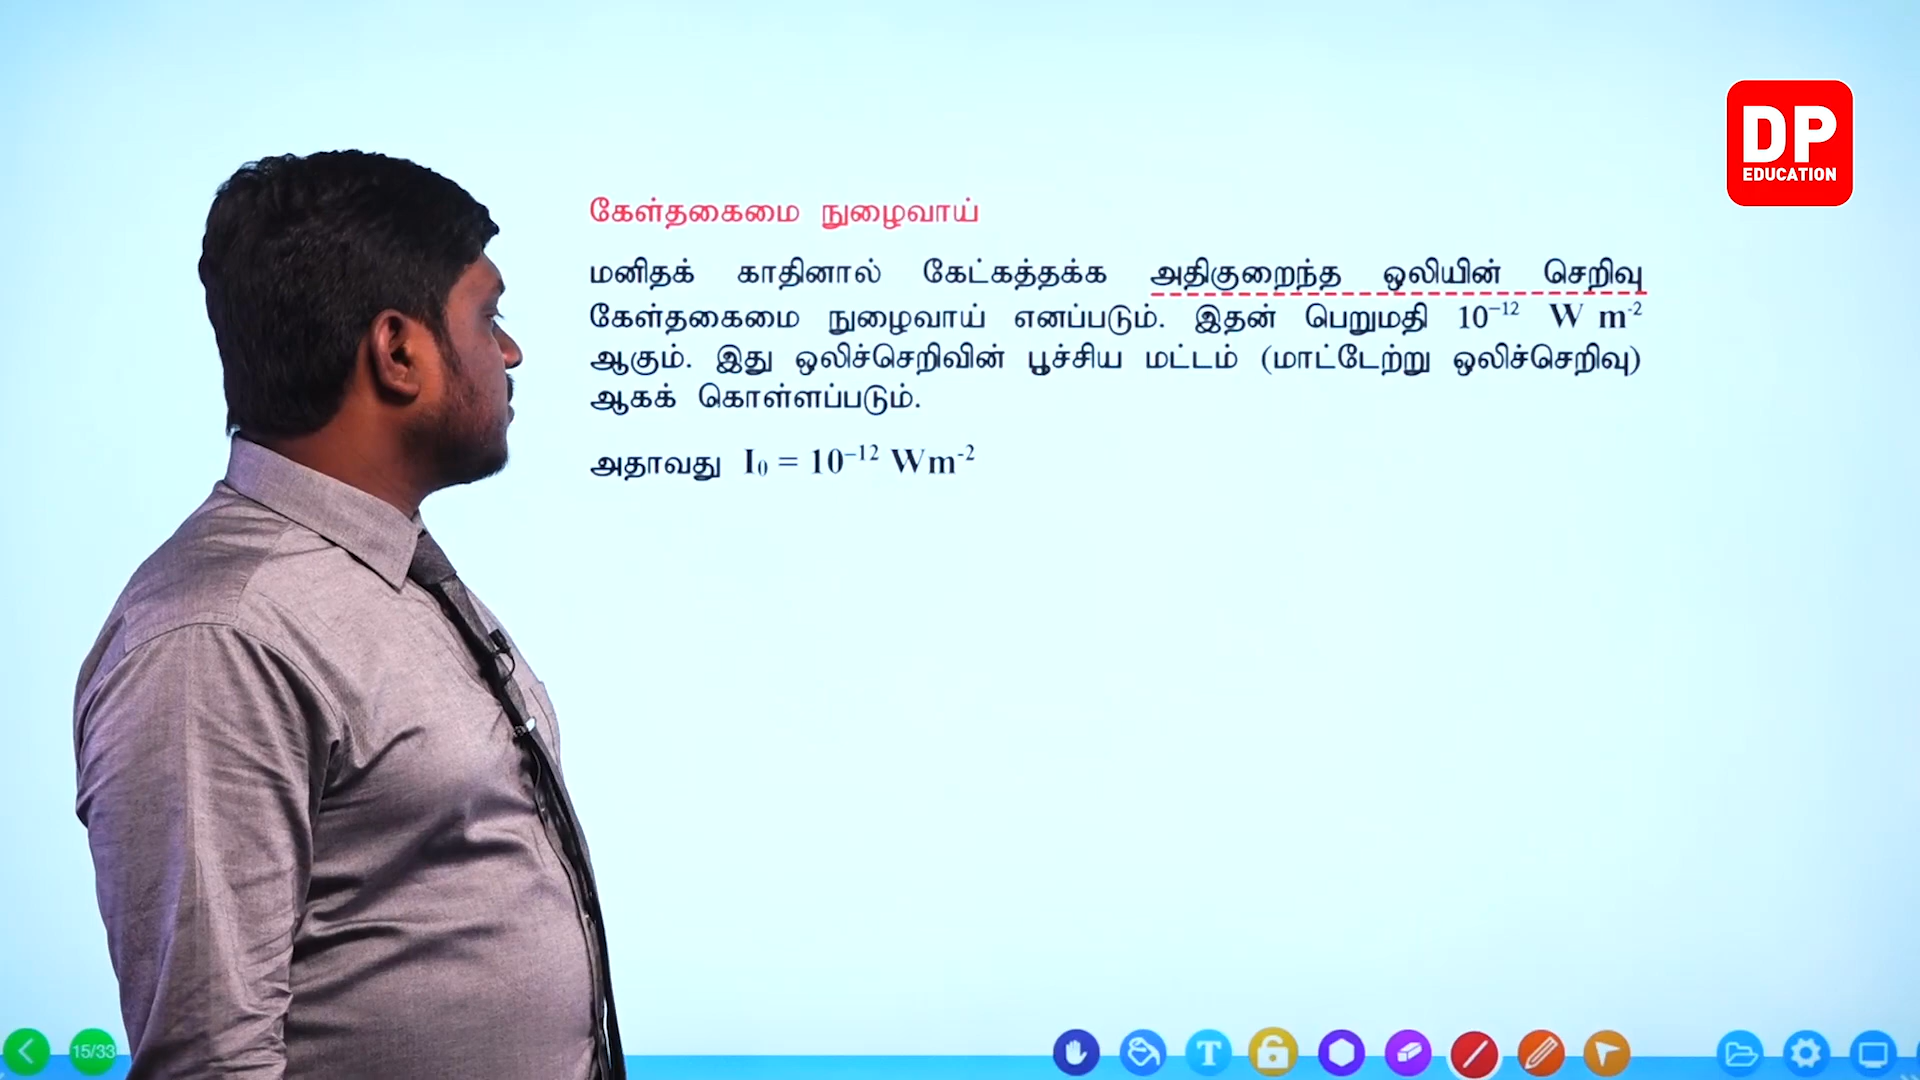 DP
EDUCATION
கேள்தகைமை நுழைவாய்
மனிதக் காதினால் கேட்கத்தக்க அதிகுறைந்த ஒலியின் செறிவு
கேள்தகைமை நுழைவாய் எனப்படும். இதன் பெறுமதி 10⁻¹² W m⁻²
ஆகும். இது ஒலிச்செறிவின் பூச்சிய மட்டம் (மாட்டேற்று ஒலிச்செறிவு)
ஆகக் கொள்ளப்படும்.
அதாவது I₀ = 10⁻¹² Wm⁻²
15/33
T